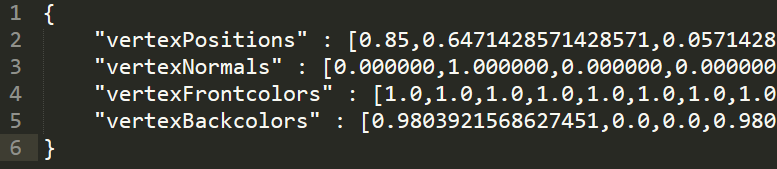 1 {
2 "vertexPositions" : [0.85,0.6471428571428571,0.0571428
3 "vertexNormals" : [0.000000,1.000000,0.000000,0.000000
4 "vertexFrontcolors" : [1.0,1.0,1.0,1.0,1.0,1.0,1.0,1.0
5 "vertexBackcolors" : [0.9803921568627451,0.0,0.0,0.980
6 }